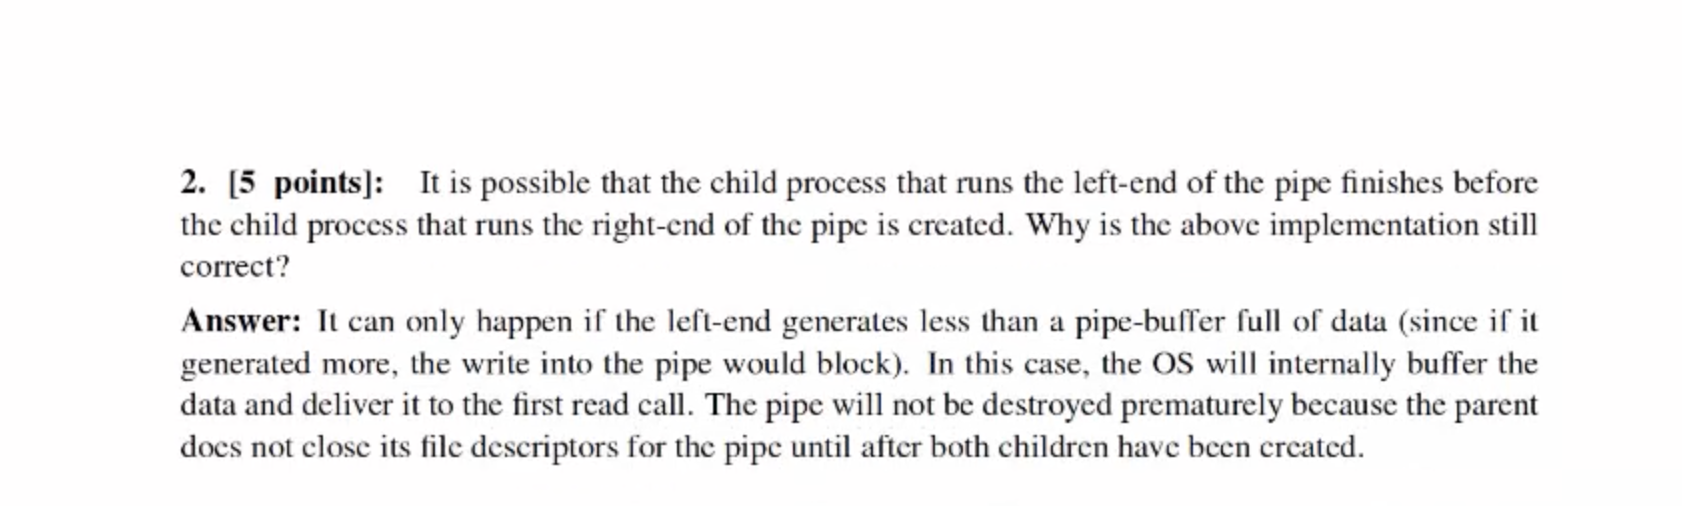 2. [5 points]: It is possible that the child process that runs the left-end of the pipe finishes before
the child process that runs the right-end of the pipe is created. Why is the above implementation still
correct?
Answer: It can only happen if the left-end generates less than a pipe-buffer full of data (since if it
generated more, the write into the pipe would block). In this case, the OS will internally buffer the
data and deliver it to the first read call. The pipe will not be destroyed prematurely because the parent
does not close its file descriptors for the pipe until after both children have been created.